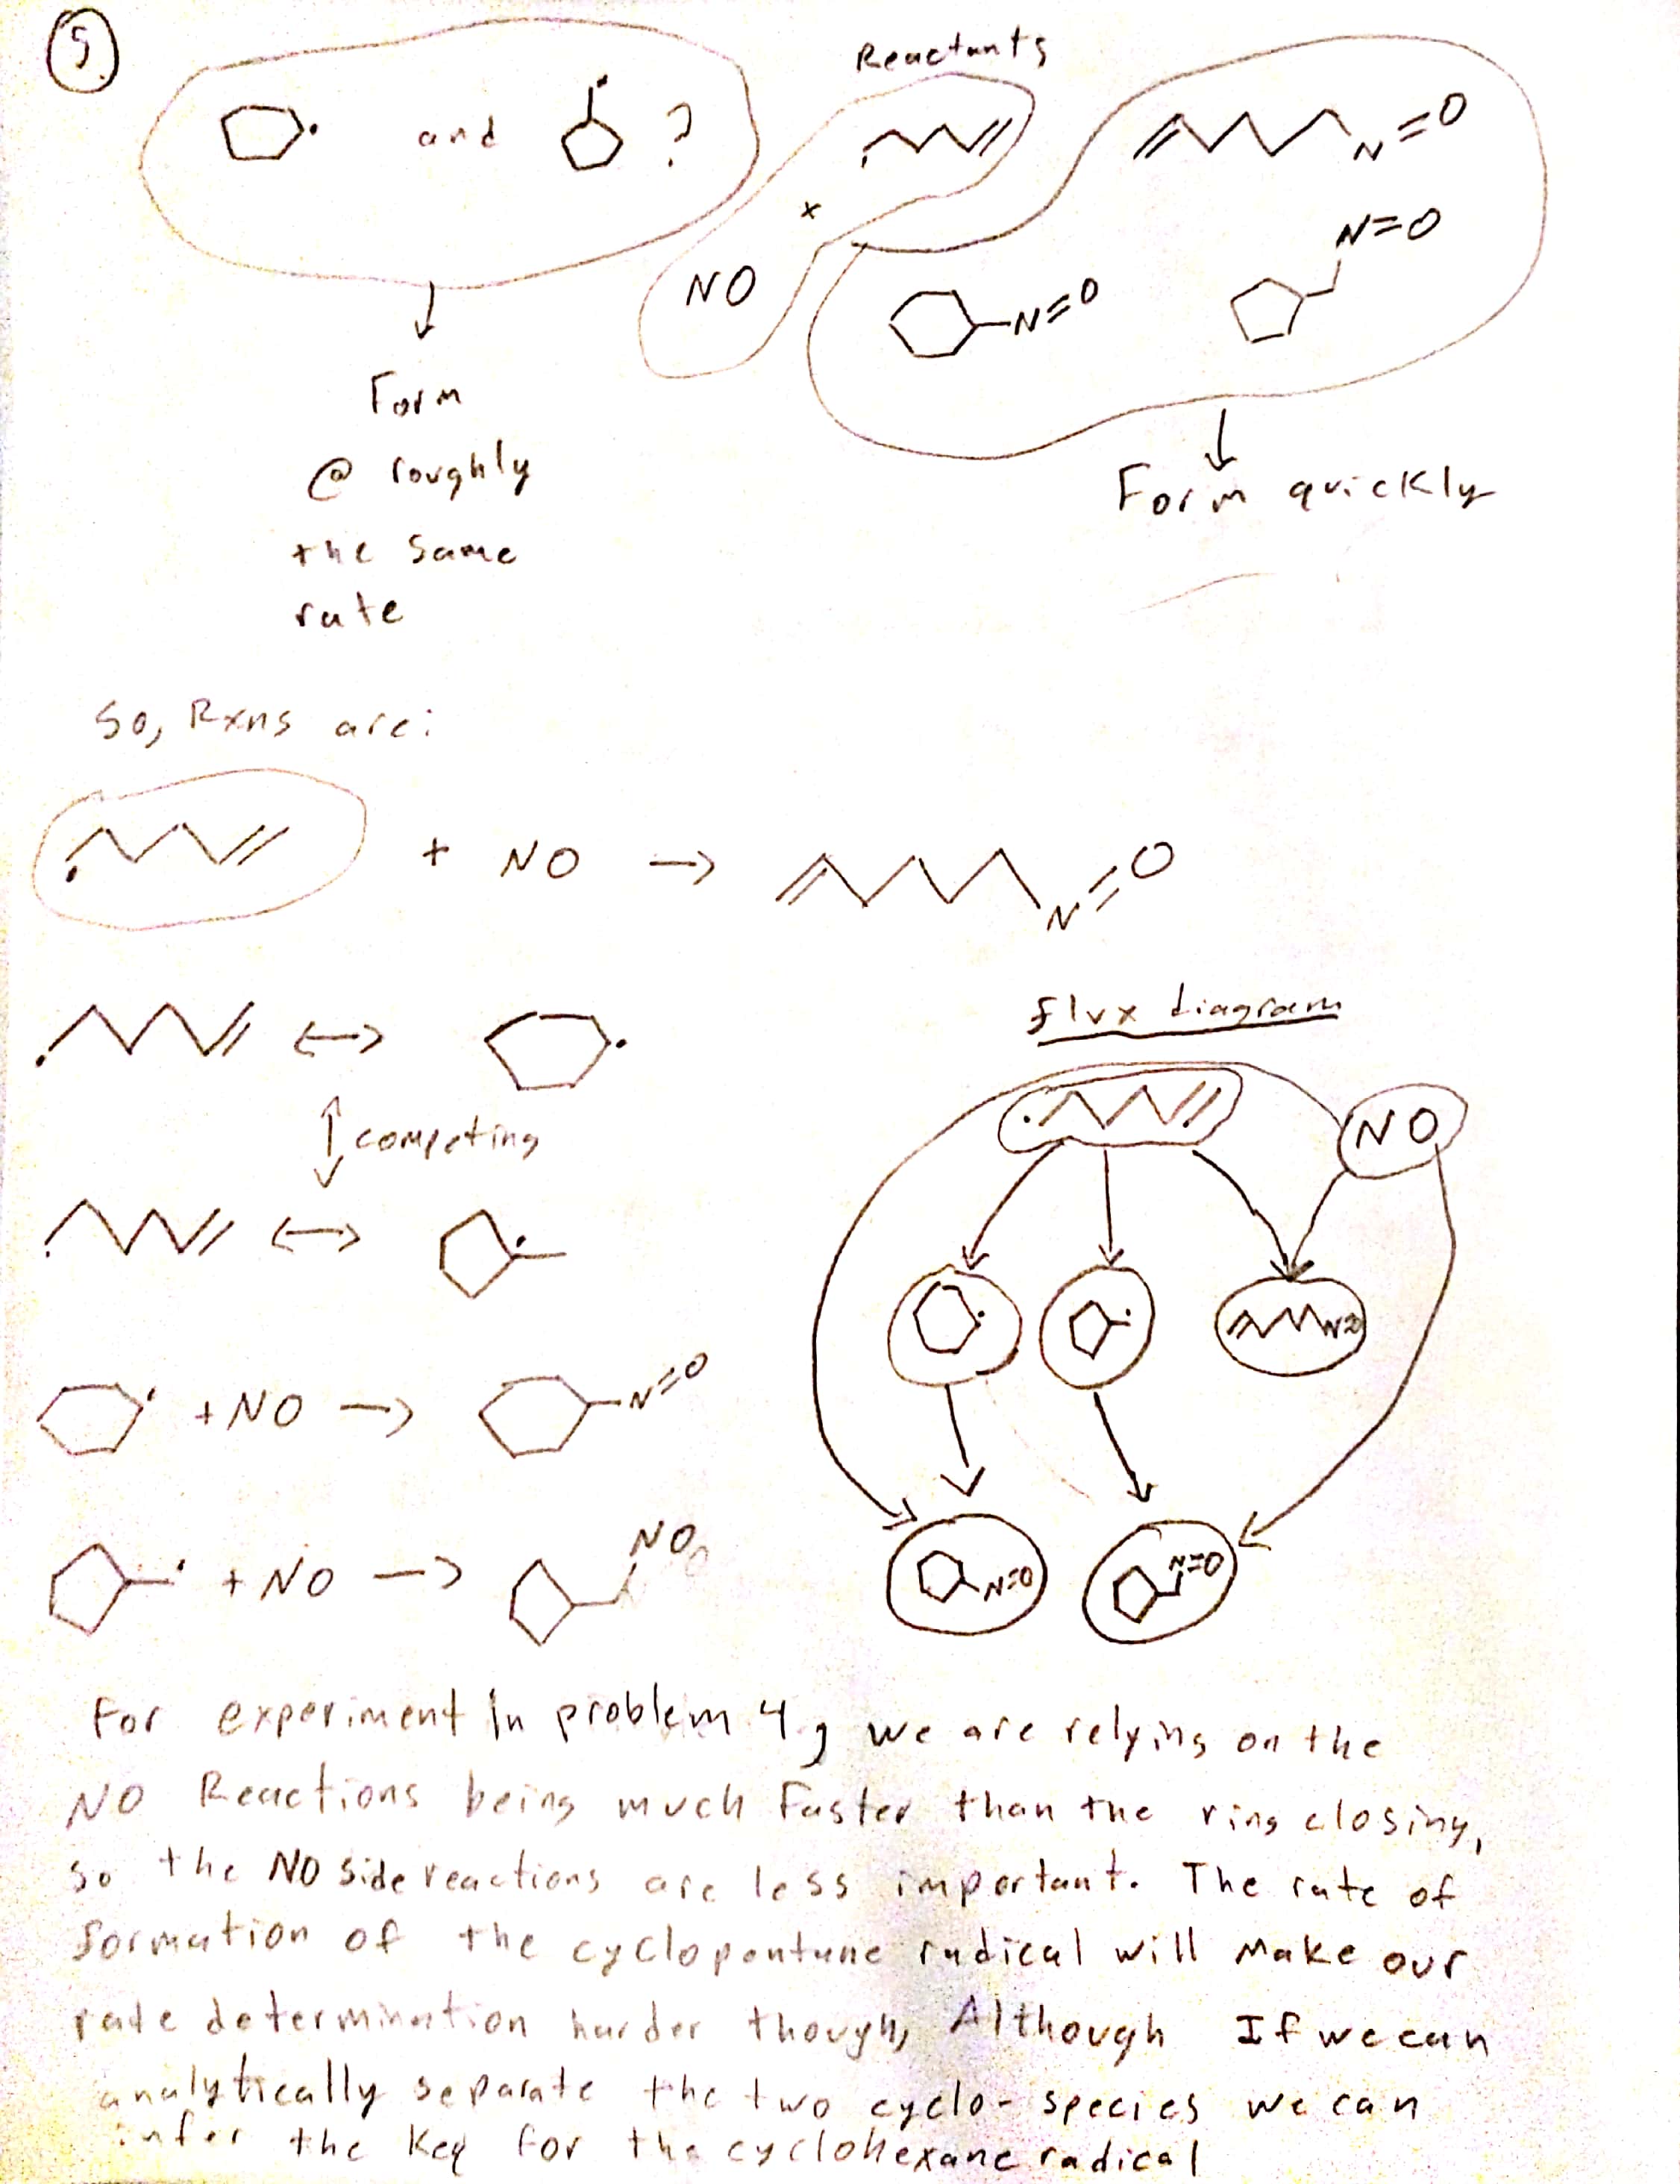 5
Reactants
and ?
N=O
N=O
x
NO
N=O
Form
@ roughly
the same
rate
Form quickly
So, Rxns are:
+ NO → N=O
flux diagram
NO
competing
N=O
+NO → N=O
+NO → NO
N=O
N=O
For experiment In problem 4, we are relying on the
NO Reactions being much faster than the ring closing,
so the NO side reactions are less important. The rate of
formation of the cyclopentane radical will make our
rate determination harder though, Although If we can
analytically separate the two cyclo-species we can
infer the Keq for the cyclohexane radical